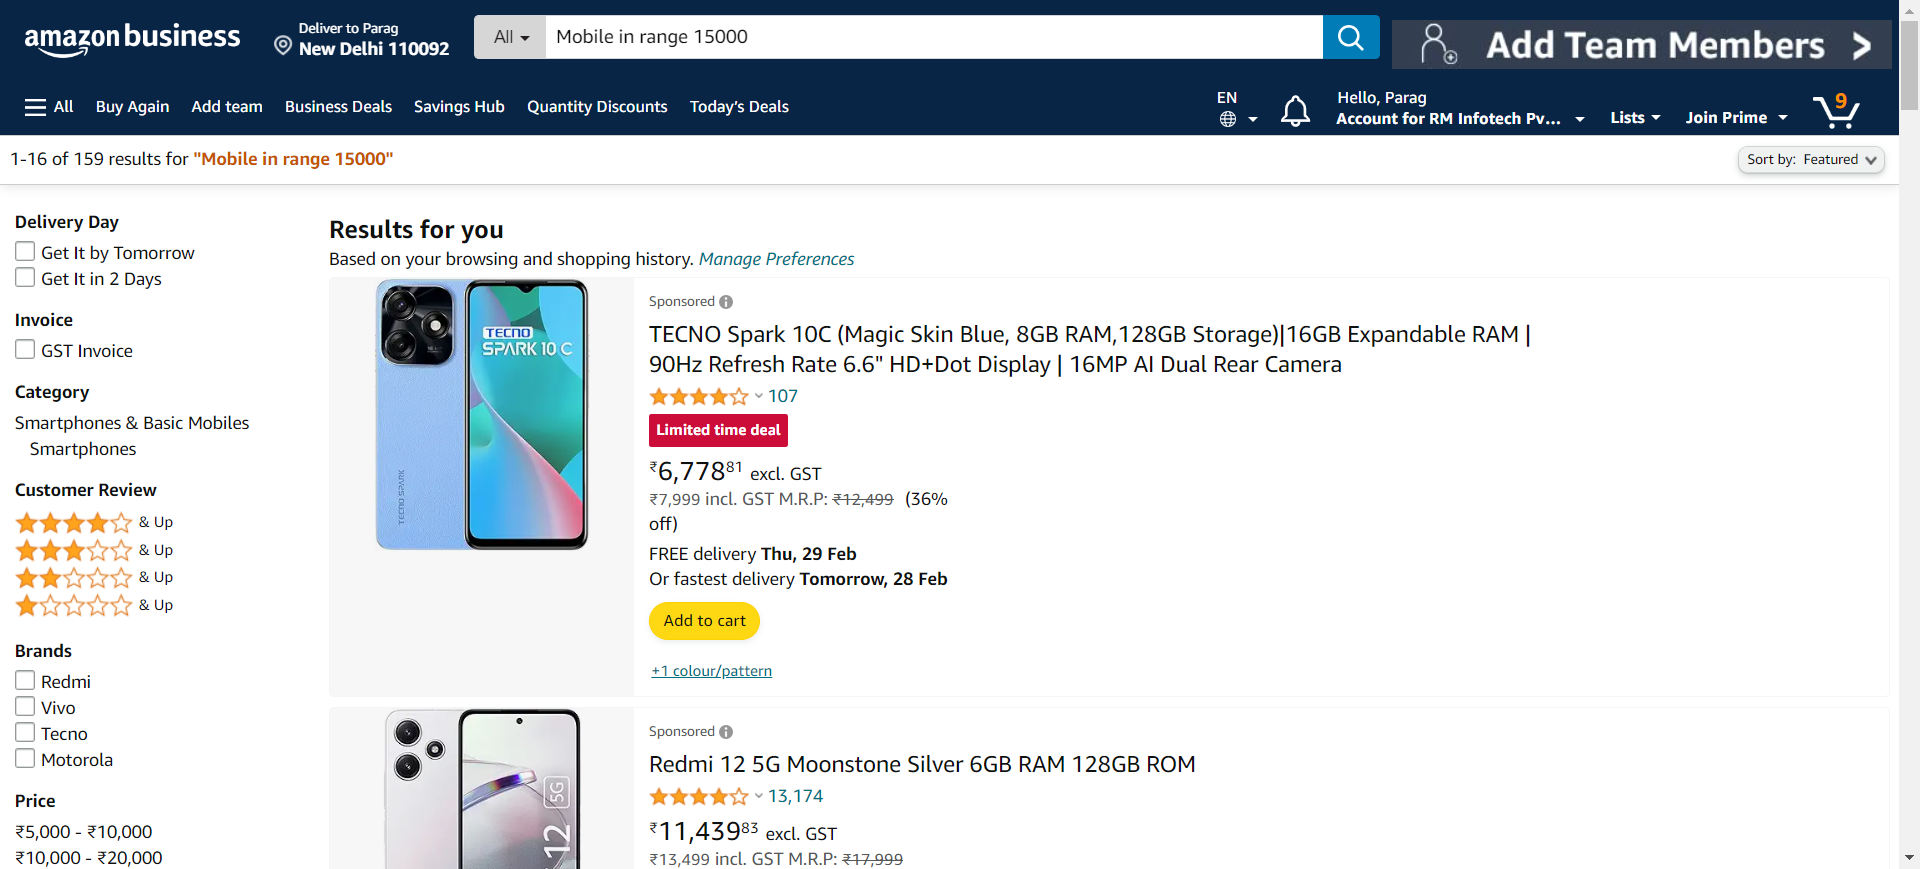 amazon business
Deliver to Parag
New Delhi 110092
All
Mobile in range 15000
Add Team Members
All
Buy Again
Add team
Business Deals
Savings Hub
Quantity Discounts
Today's Deals
EN
Hello, Parag
Account for RM Infotech Pv...
Lists
Join Prime
9
1-16 of 159 results for "Mobile in range 15000"
Sort by: Featured
Delivery Day
Get It by Tomorrow
Get It in 2 Days
Invoice
GST Invoice
Category
Smartphones & Basic Mobiles
Smartphones
Customer Review
& Up
& Up
& Up
& Up
Brands
Redmi
Vivo
Tecno
Motorola
Price
₹5,000 - ₹10,000
₹10,000 - ₹20,000
Results for you
Based on your browsing and shopping history. Manage Preferences
TECNO
SPARK 10 C
TECNO SPARK
Sponsored
TECNO Spark 10C (Magic Skin Blue, 8GB RAM,128GB Storage)|16GB Expandable RAM |
90Hz Refresh Rate 6.6" HD+Dot Display | 16MP AI Dual Rear Camera
107
Limited time deal
₹6,77881 excl. GST
₹7,999 incl. GST M.R.P: ₹12,499 (36%
off)
FREE delivery Thu, 29 Feb
Or fastest delivery Tomorrow, 28 Feb
Add to cart
+1 colour/pattern
5G
12
Sponsored
Redmi 12 5G Moonstone Silver 6GB RAM 128GB ROM
13,174
₹11,43983 excl. GST
₹13,499 incl. GST M.R.P: ₹17,999